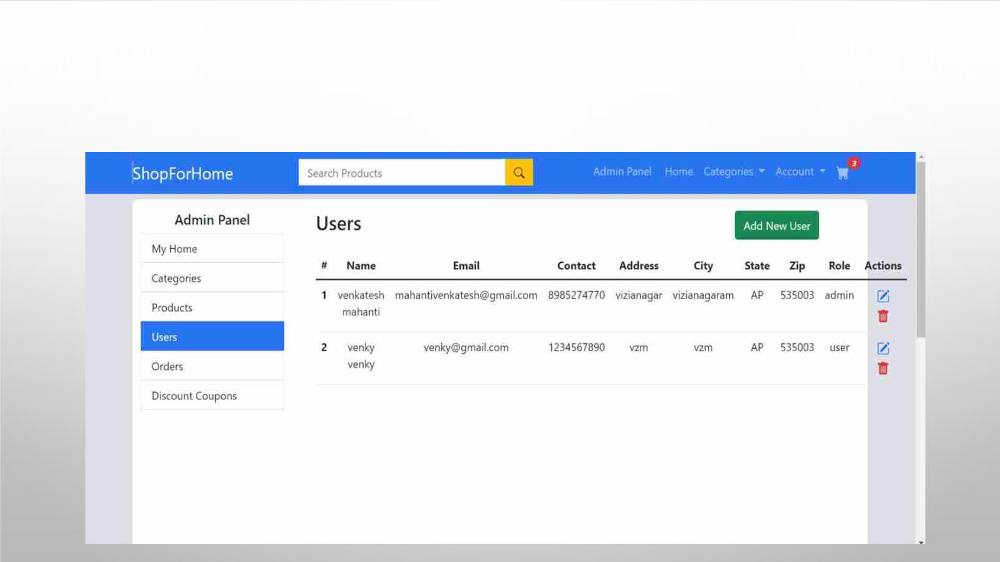 ShopForHome
Search Products
Admin Panel Home Categories Account 3
Admin Panel
My Home
Categories
Products
Users
Orders
Discount Coupons
Users
Add New User
# Name Email Contact Address City State Zip Role Actions
1 venkatesh mahantivenkatesh@gmail.com 8985274770 vizianagar vizianagaram AP 535003 admin
mahanti
2 venky venky@gmail.com 1234567890 vzm vzm AP 535003 user
venky